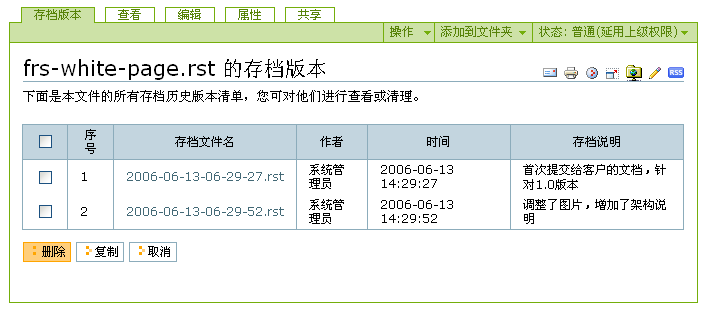 存档版本 查看 编辑 属性 共享
操作 添加到文件夹 状态: 普通(延用上级权限)
frs-white-page.rst 的存档版本
RSS
下面是本文件的所有存档历史版本清单，您可对他们进行查看或清理。
序号 存档文件名 作者 时间 存档说明
1 2006-06-13-06-29-27.rst 系统管理员 2006-06-13 14:29:27 首次提交给客户的文档，针对1.0版本
2 2006-06-13-06-29-52.rst 系统管理员 2006-06-13 14:29:52 调整了图片，增加了架构说明
删除 复制 取消